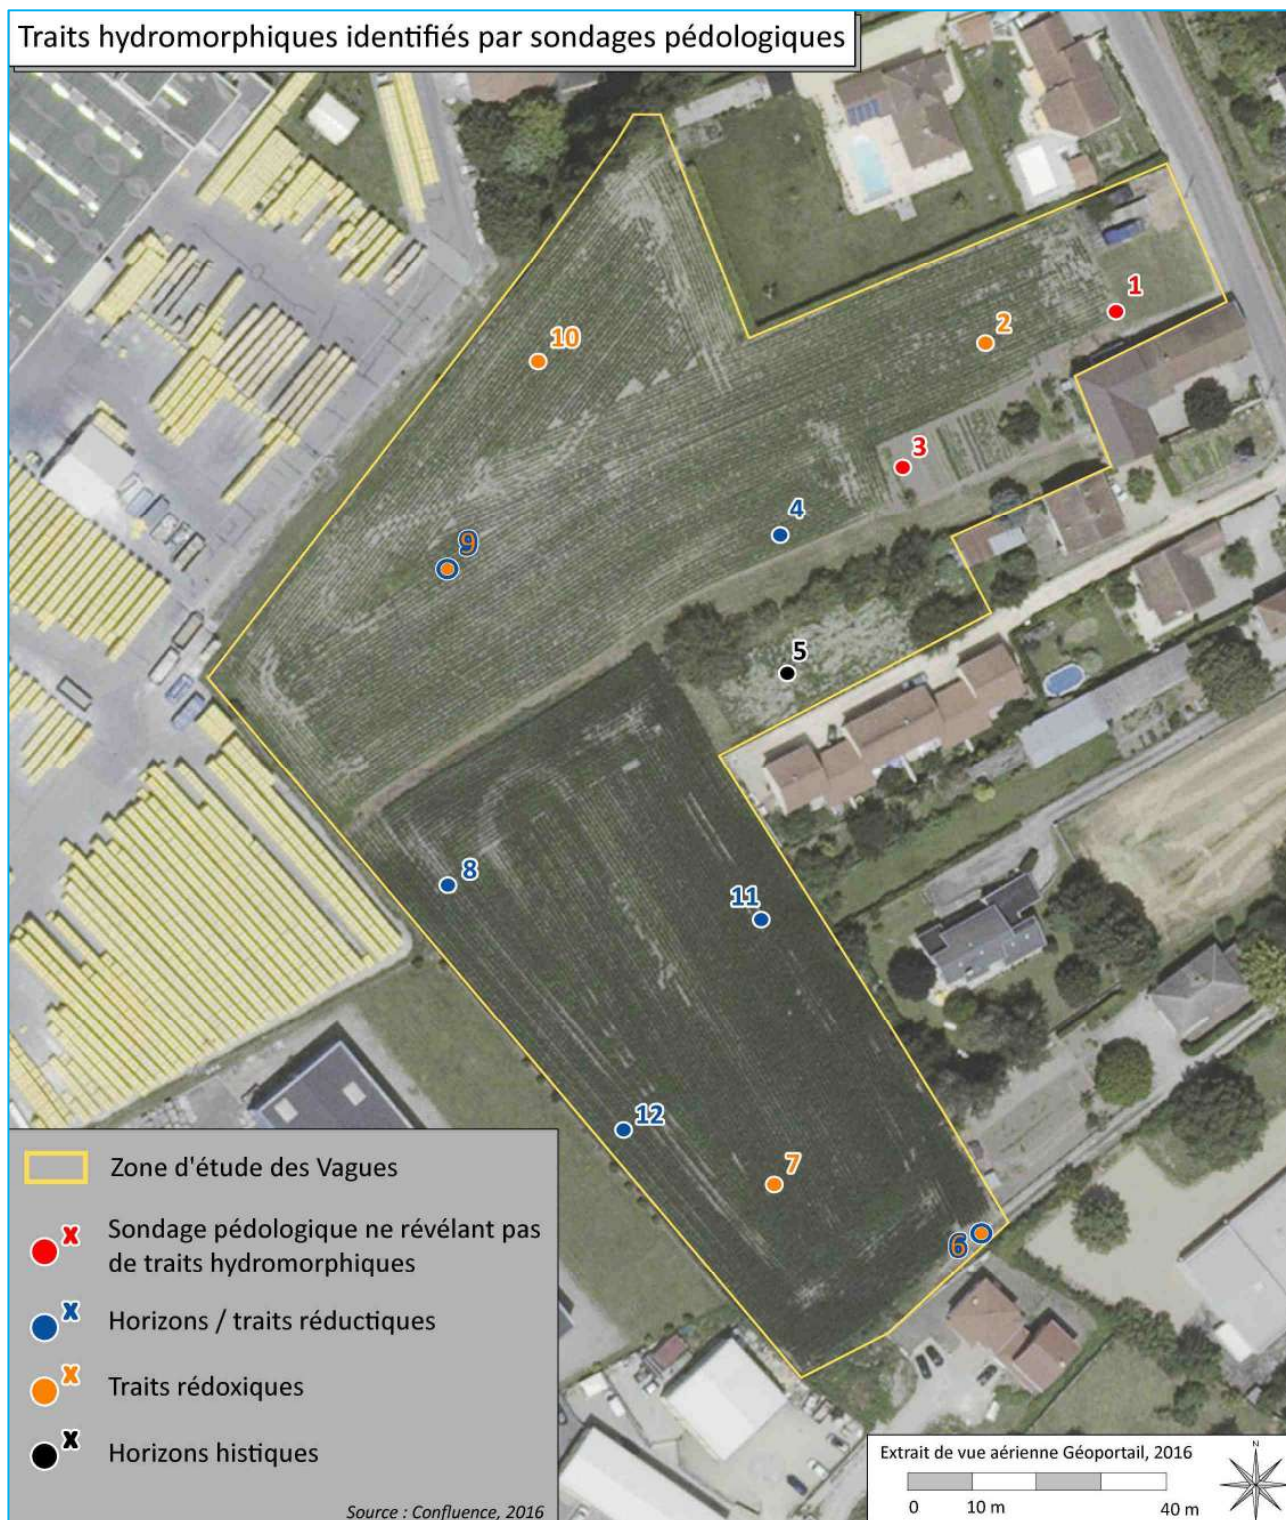 Traits hydromorphiques identifiés par sondages pédologiques
1
2
10
3
4
9
5
8
11
12
7
6
Zone d'étude des Vagues
x
Sondage pédologique ne révélant pas
de traits hydromorphiques
x
Horizons / traits réductiques
x
Traits rédoxiques
x
Horizons histiques
Source : Confluence, 2016
Extrait de vue aérienne Géoportail, 2016
N
0 10 m 40 m